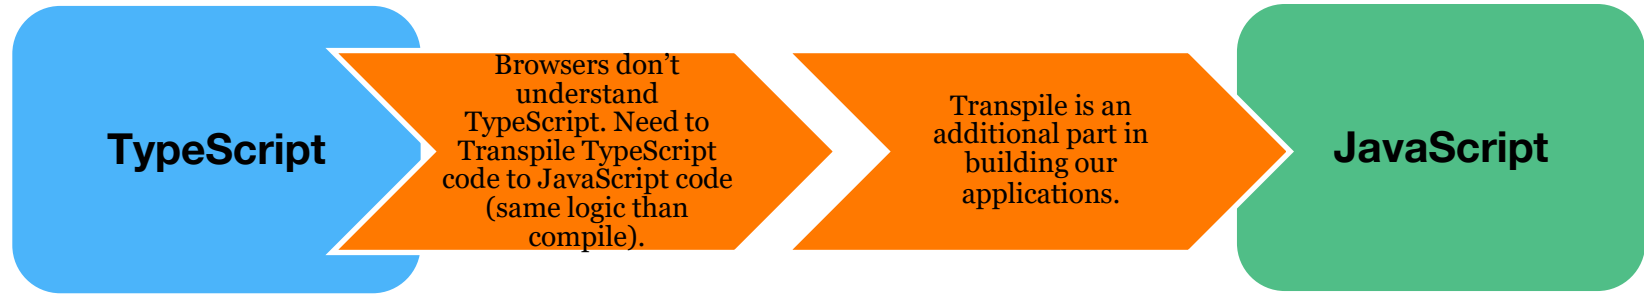 TypeScript
Browsers don’t
understand
TypeScript. Need to
Transpile TypeScript
code to JavaScript code
(same logic than
compile).
Transpile is an
additional part in
building our
applications.
JavaScript